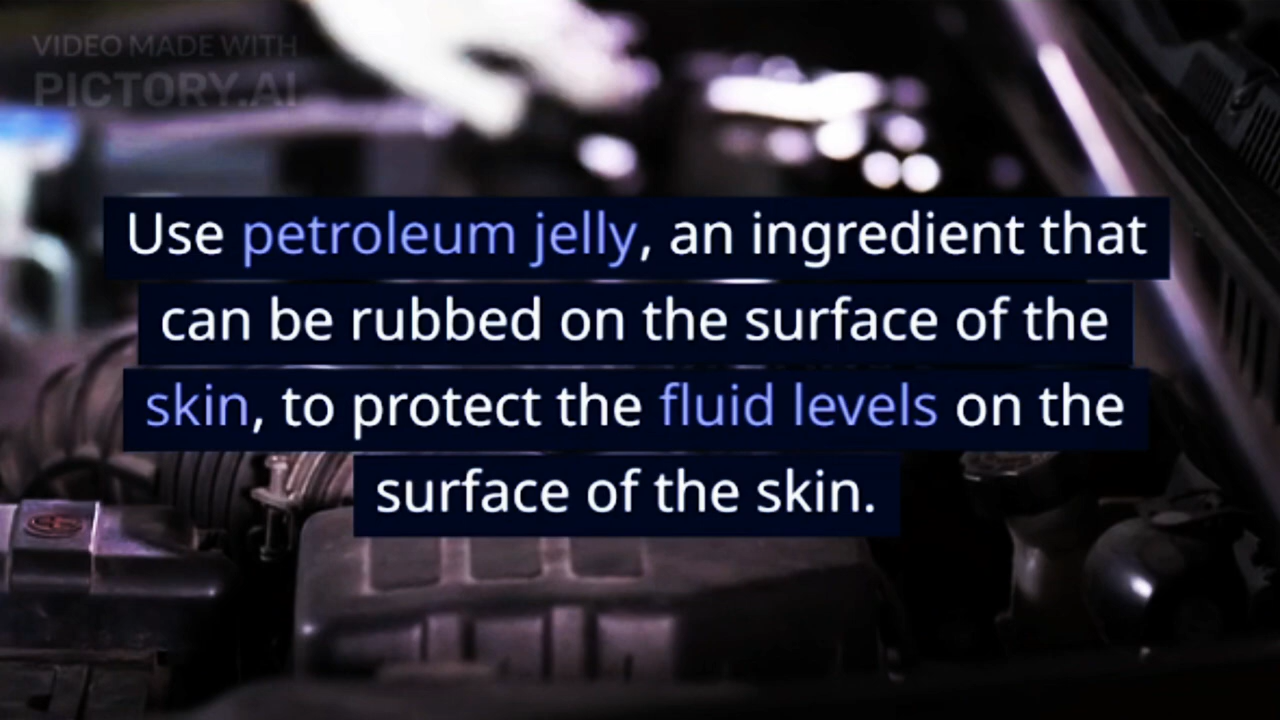 VIDEO MADE WITH
PICTORY.AI
Use petroleum jelly, an ingredient that
can be rubbed on the surface of the
skin, to protect the fluid levels on the
surface of the skin.